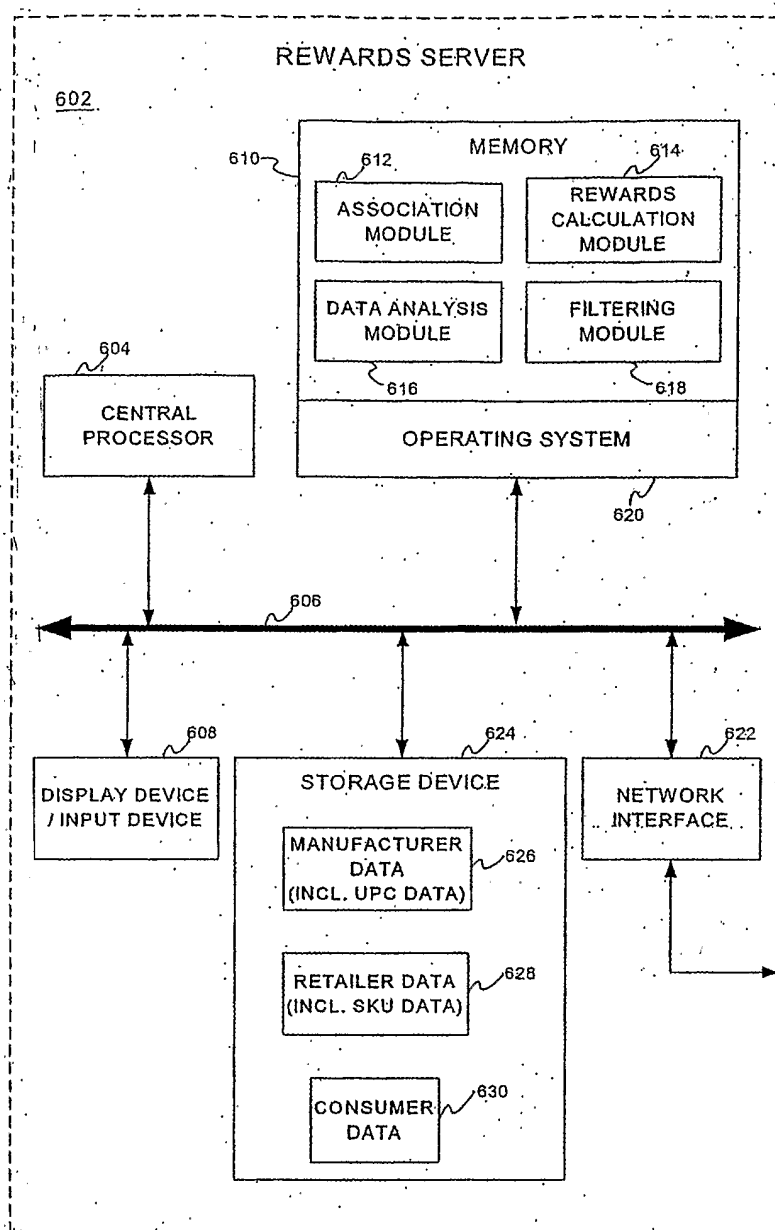 REWARDS SERVER
602
MEMORY
610
612
614
ASSOCIATION
MODULE
REWARDS
CALCULATION
MODULE
DATA ANALYSIS
MODULE
FILTERING
MODULE
616
618
604
CENTRAL
PROCESSOR
OPERATING SYSTEM
620
606
608
624
622
DISPLAY DEVICE
/ INPUT DEVICE
STORAGE DEVICE
NETWORK
INTERFACE
MANUFACTURER
DATA
(INCL. UPC DATA)
626
RETAILER DATA
(INCL. SKU DATA)
628
CONSUMER
DATA
630